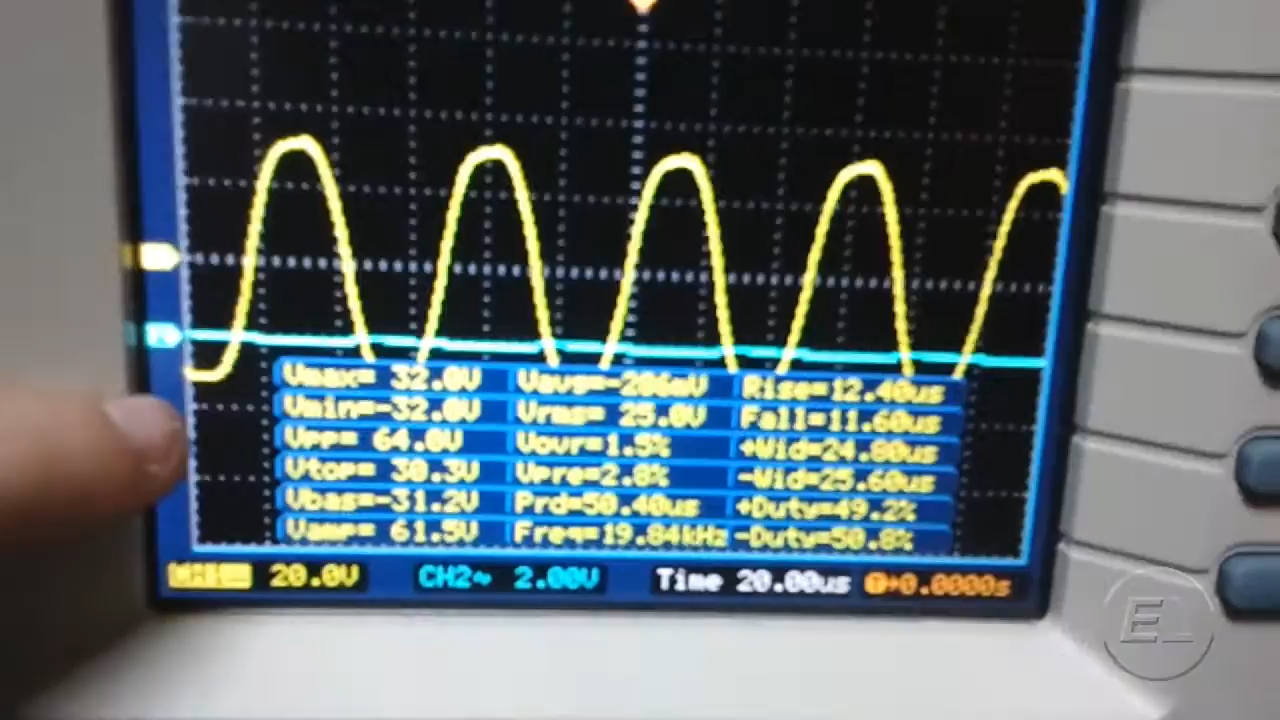 Vmax= 32.0V Vavg=-206mV Rise=12.40us
Vmin=-32.0V Vrms= 25.0V Fall=11.60us
Vpp= 64.0V Vovr=1.5% +Wid=24.80us
Vtop= 30.3V Vpre=2.8% -Wid=25.60us
Vbas=-31.2V Prd=50.40us +Duty=49.2%
Vamp= 61.5V Freq=19.84kHz -Duty=50.8%
20.0V CH2~ 2.00V Time 20.00us T→0.0000s